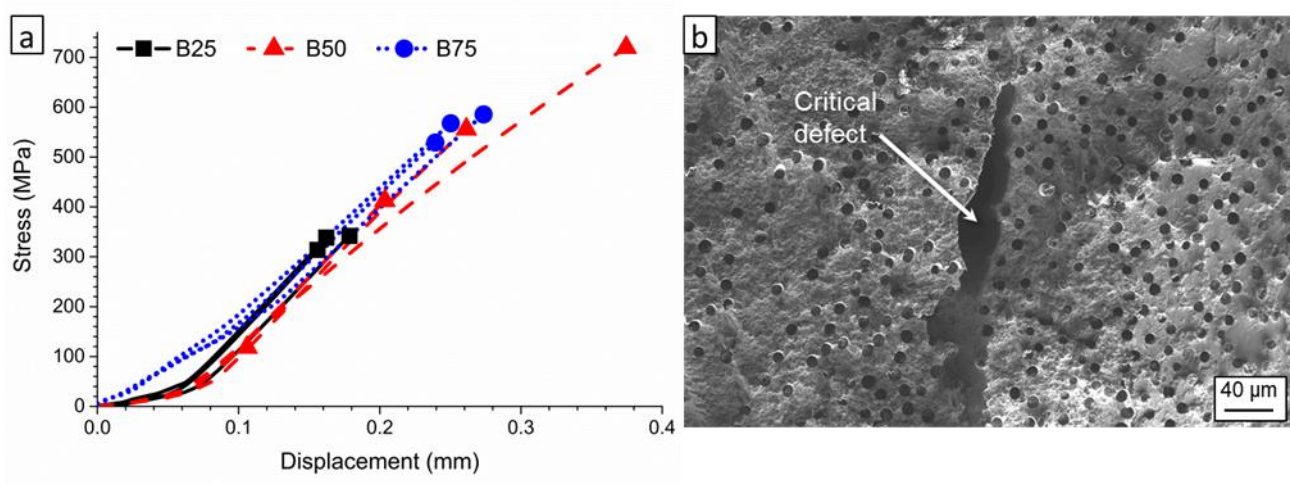 a
B25 B50 B75
700
600
500
400
300
200
100
0
Stress (MPa)
0.0 0.1 0.2 0.3 0.4
Displacement (mm)
b
Critical
defect
40 µm